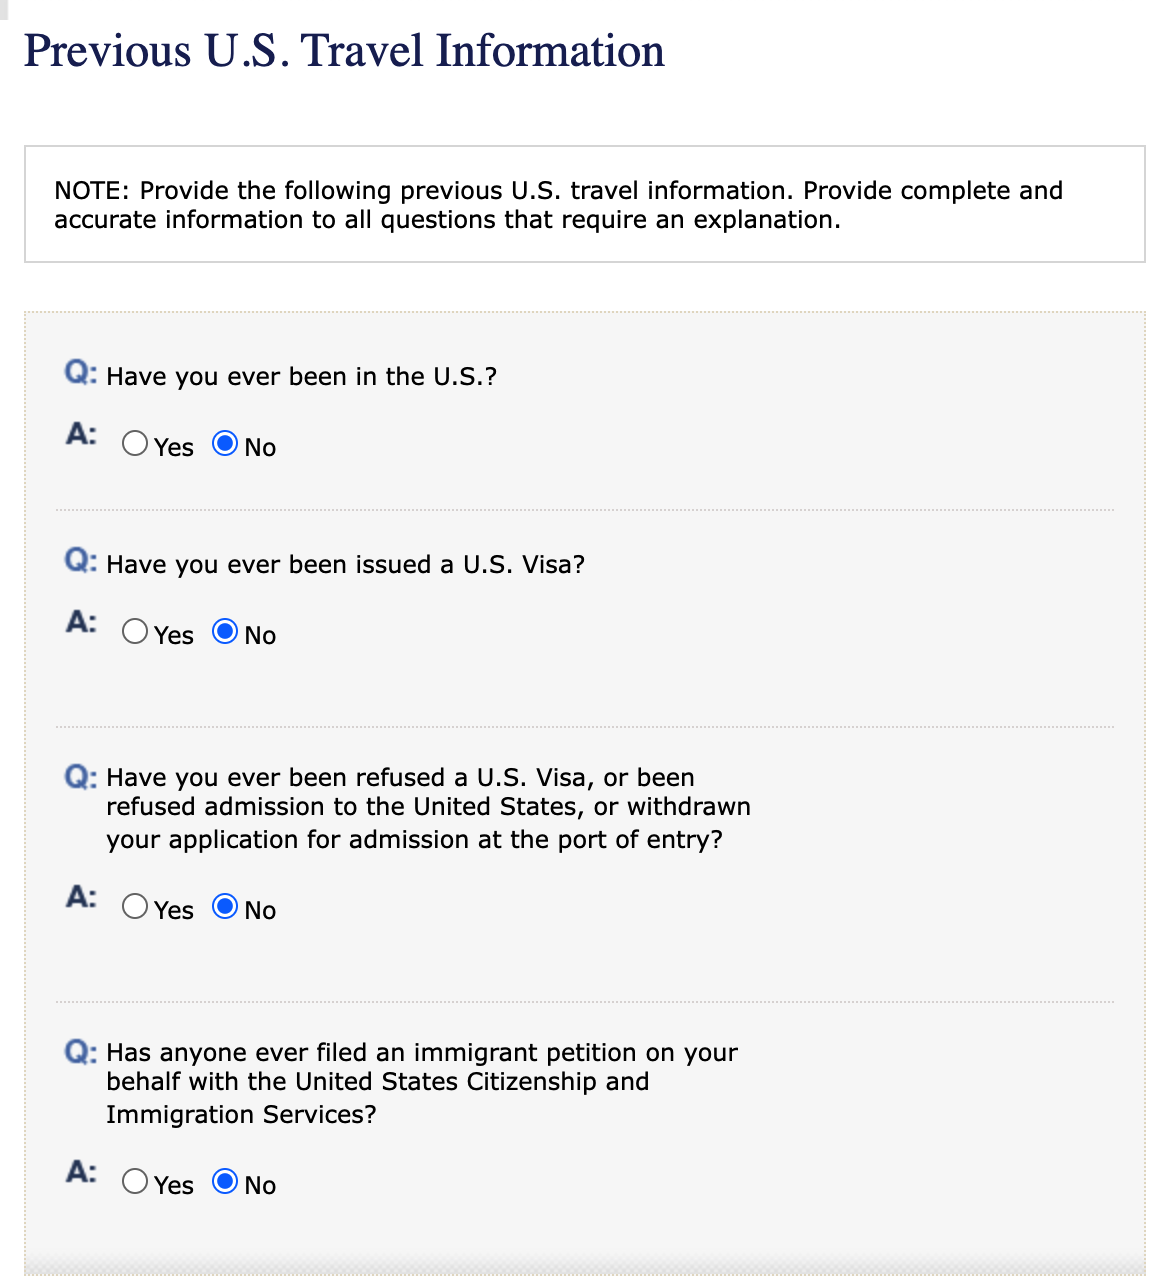 Previous U.S. Travel Information
NOTE: Provide the following previous U.S. travel information. Provide complete and
accurate information to all questions that require an explanation.
Q: Have you ever been in the U.S.?
A: Yes No
Q: Have you ever been issued a U.S. Visa?
A: Yes No
Q: Have you ever been refused a U.S. Visa, or been
refused admission to the United States, or withdrawn
your application for admission at the port of entry?
A: Yes No
Q: Has anyone ever filed an immigrant petition on your
behalf with the United States Citizenship and
Immigration Services?
A: Yes No